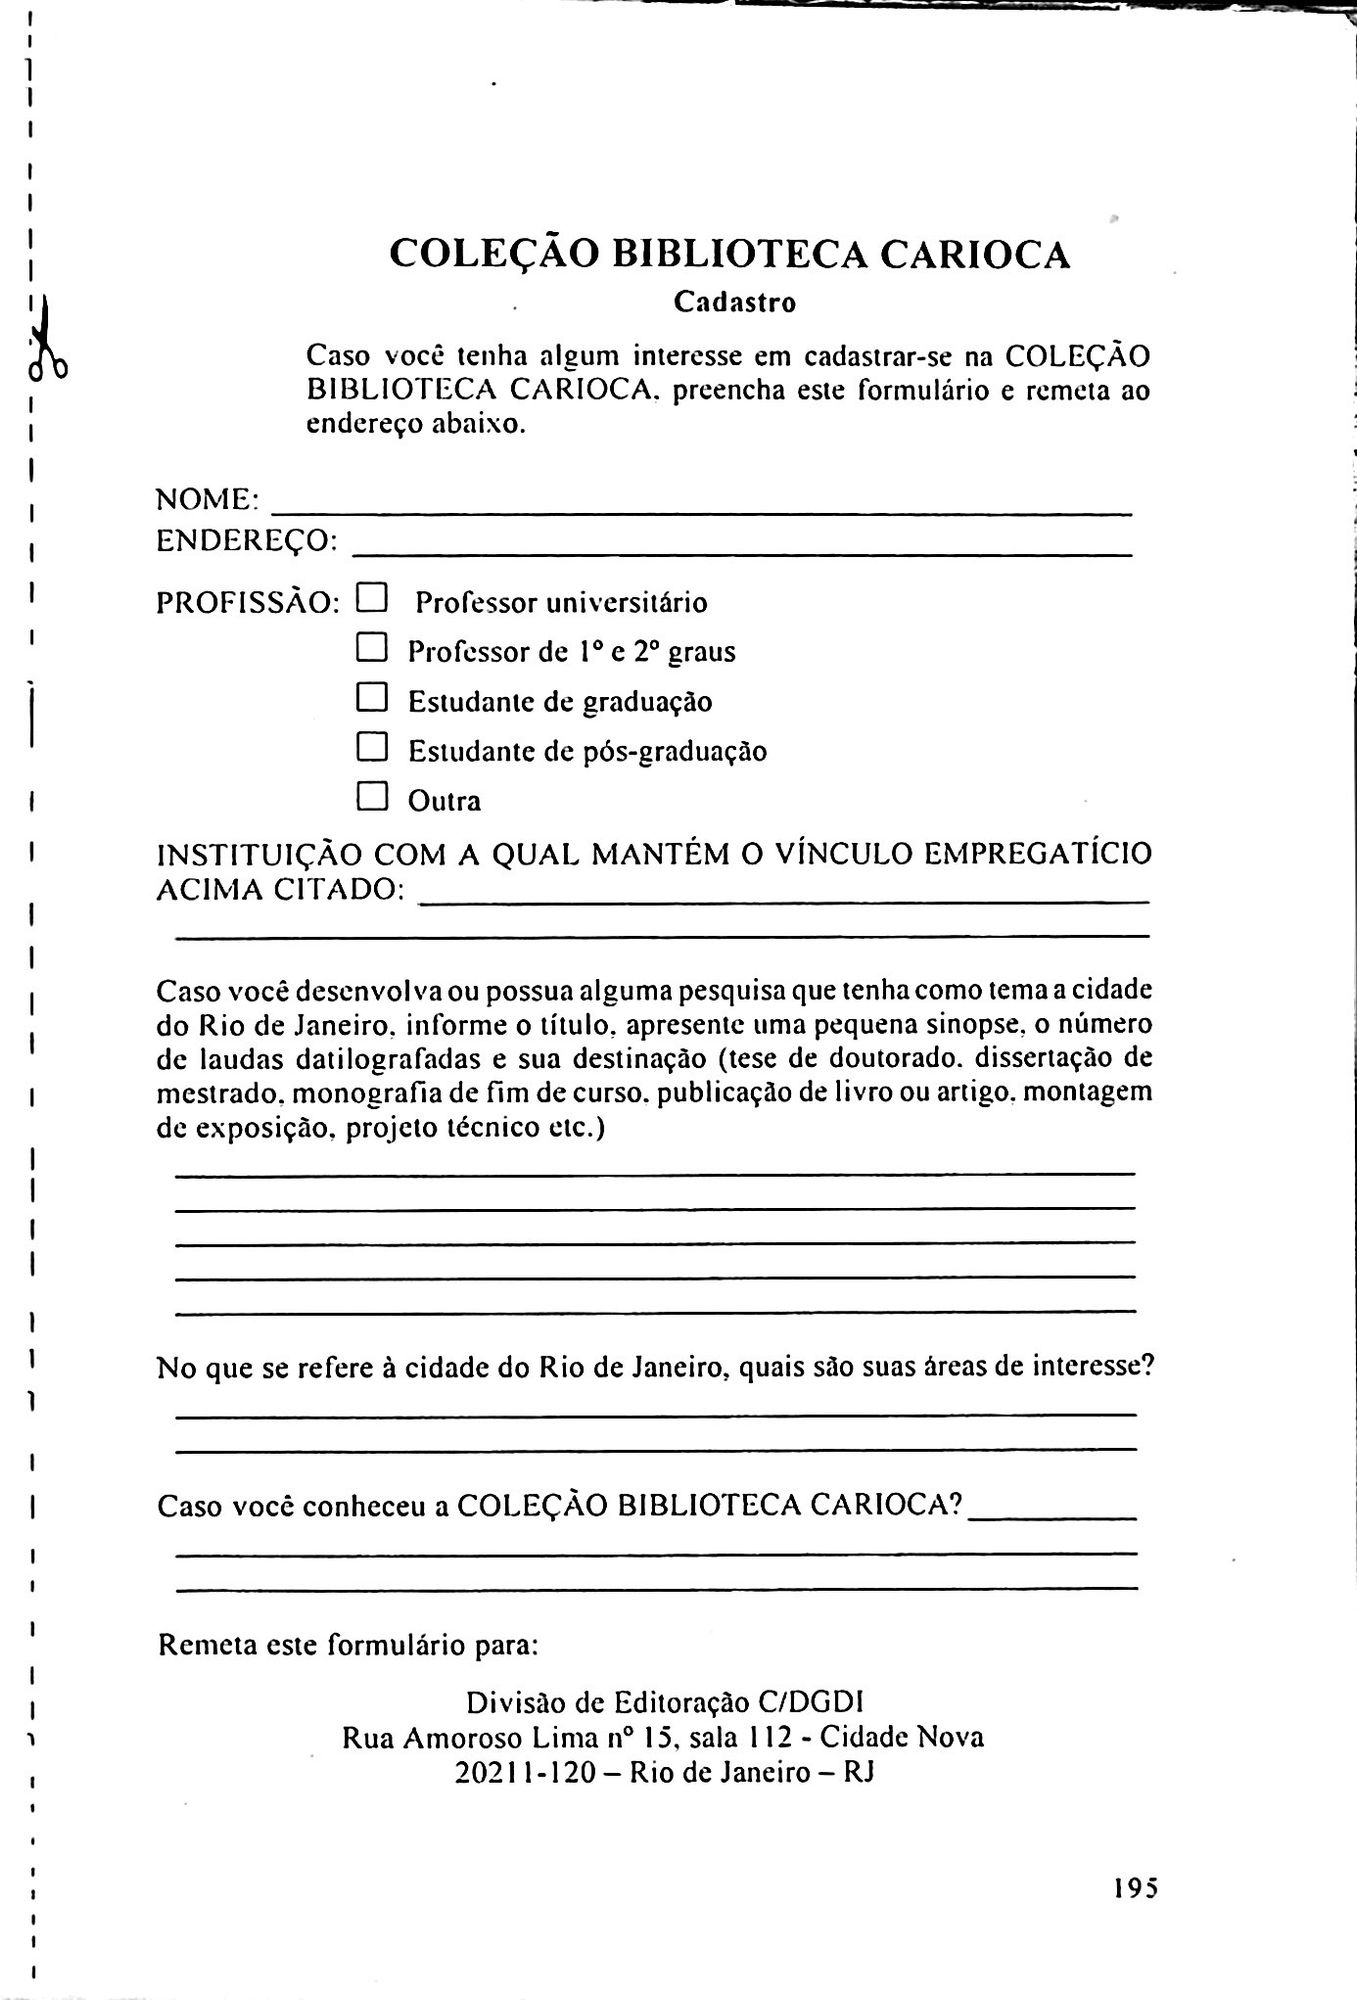 COLEÇÃO BIBLIOTECA CARIOCA
Cadastro
Caso você tenha algum interesse em cadastrar-se na COLEÇÃO
BIBLIOTECA CARIOCA, preencha este formulário e remeta ao
endereço abaixo.
NOME:
ENDEREÇO:
PROFISSÃO: Professor universitário
Professor de 1º e 2º graus
Estudante de graduação
Estudante de pós-graduação
Outra
INSTITUIÇÃO COM A QUAL MANTÉM O VÍNCULO EMPREGATÍCIO
ACIMA CITADO:
Caso você desenvolva ou possua alguma pesquisa que tenha como tema a cidade
do Rio de Janeiro, informe o título, apresente uma pequena sinopse, o número
de laudas datilografadas e sua destinação (tese de doutorado, dissertação de
mestrado, monografia de fim de curso, publicação de livro ou artigo, montagem
de exposição, projeto técnico etc.)
No que se refere à cidade do Rio de Janeiro, quais são suas áreas de interesse?
Caso você conheceu a COLEÇÃO BIBLIOTECA CARIOCA?
Remeta este formulário para:
Divisão de Editoração C/DGDI
Rua Amoroso Lima nº 15, sala 112 - Cidade Nova
20211-120 – Rio de Janeiro – RJ
195